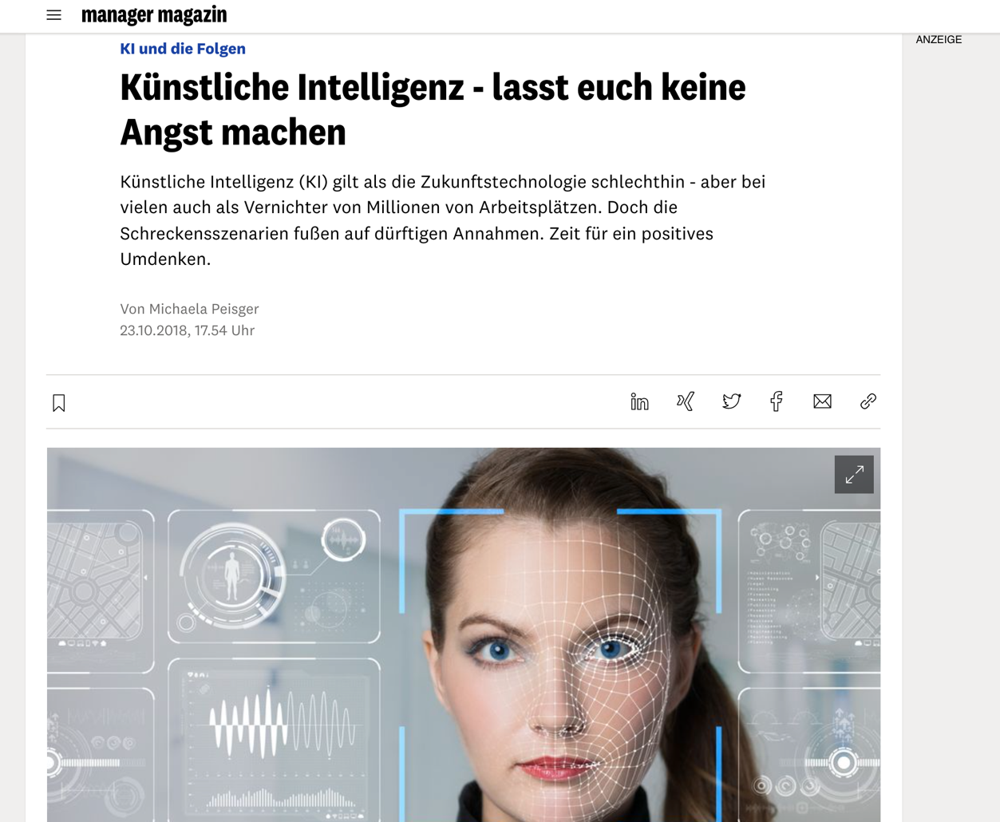 manager magazin
ANZEIGE
KI und die Folgen
Künstliche Intelligenz - lasst euch keine
Angst machen
Künstliche Intelligenz (KI) gilt als die Zukunftstechnologie schlechthin - aber bei
vielen auch als Vernichter von Millionen von Arbeitsplätzen. Doch die
Schreckensszenarien fußen auf dürftigen Annahmen. Zeit für ein positives
Umdenken.
Von Michaela Peisger
23.10.2018, 17.54 Uhr